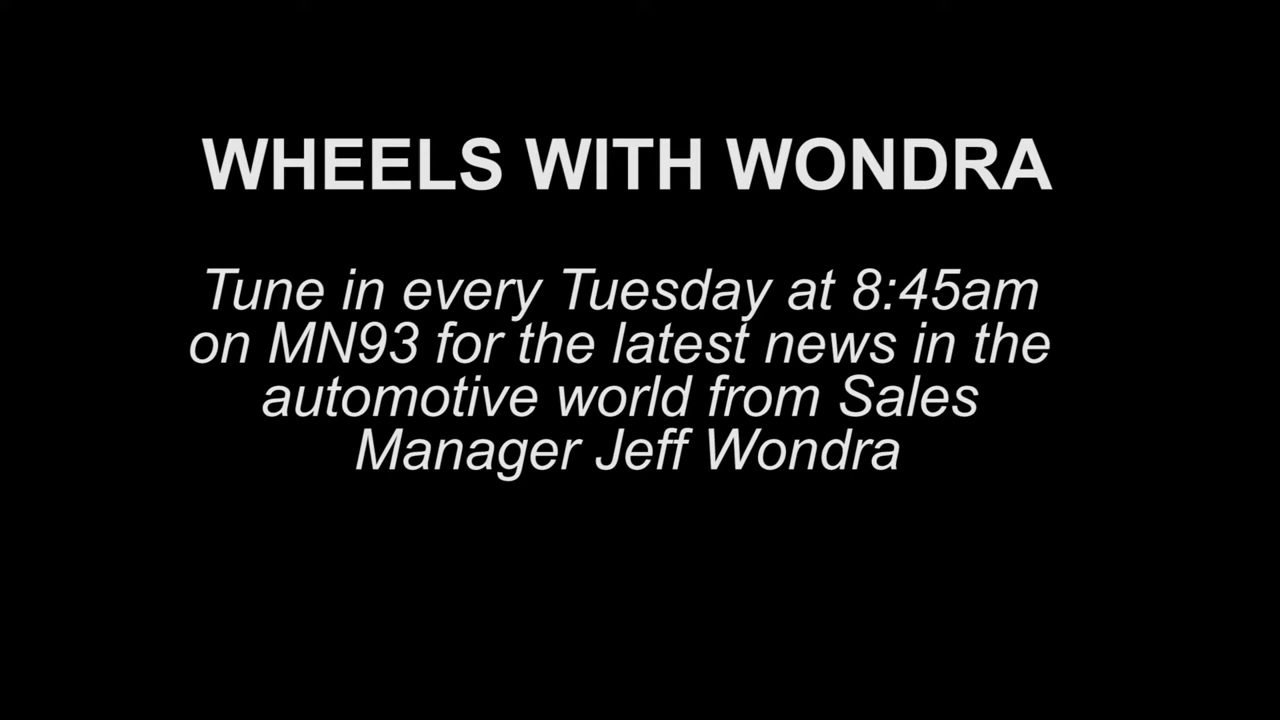 WHEELS WITH WONDRA
Tune in every Tuesday at 8:45am
on MN93 for the latest news in the
automotive world from Sales
Manager Jeff Wondra